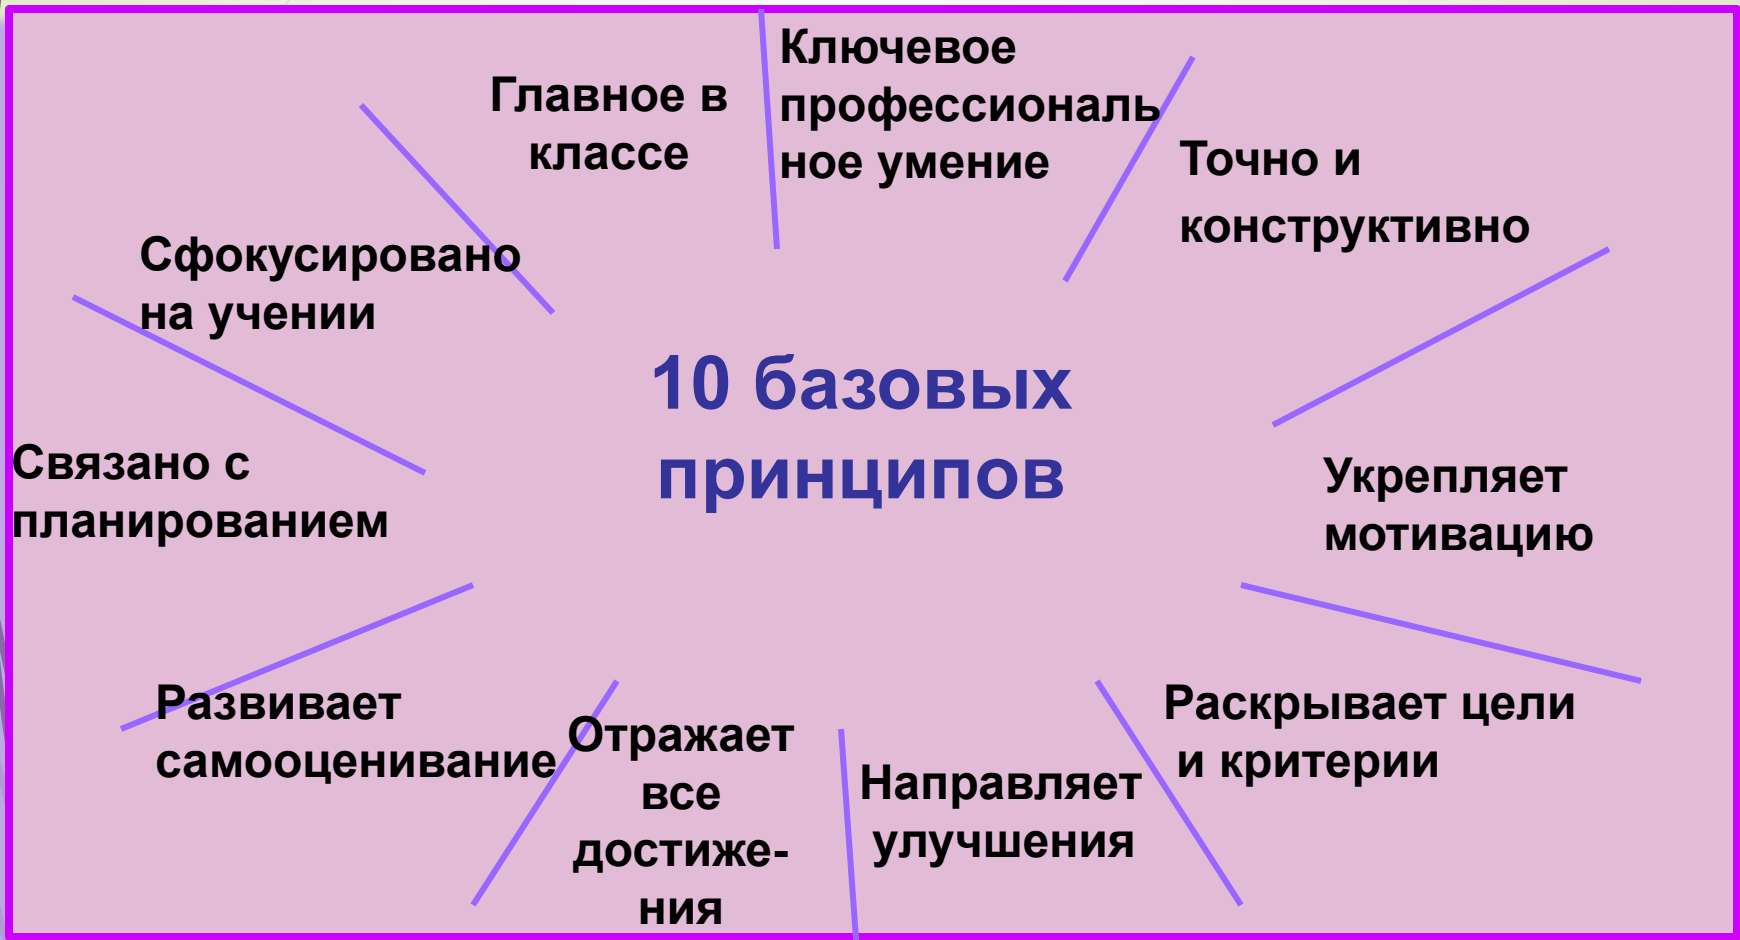 Ключевое
профессиональ
ное умение
Главное в
классе
Точно и
конструктивно
Сфокусировано
на учении
10 базовых
принципов
Связано с
планированием
Укрепляет
мотивацию
Развивает
самооценивание
Отражает
все
достиже-
ния
Направляет
улучшения
Раскрывает цели
и критерии